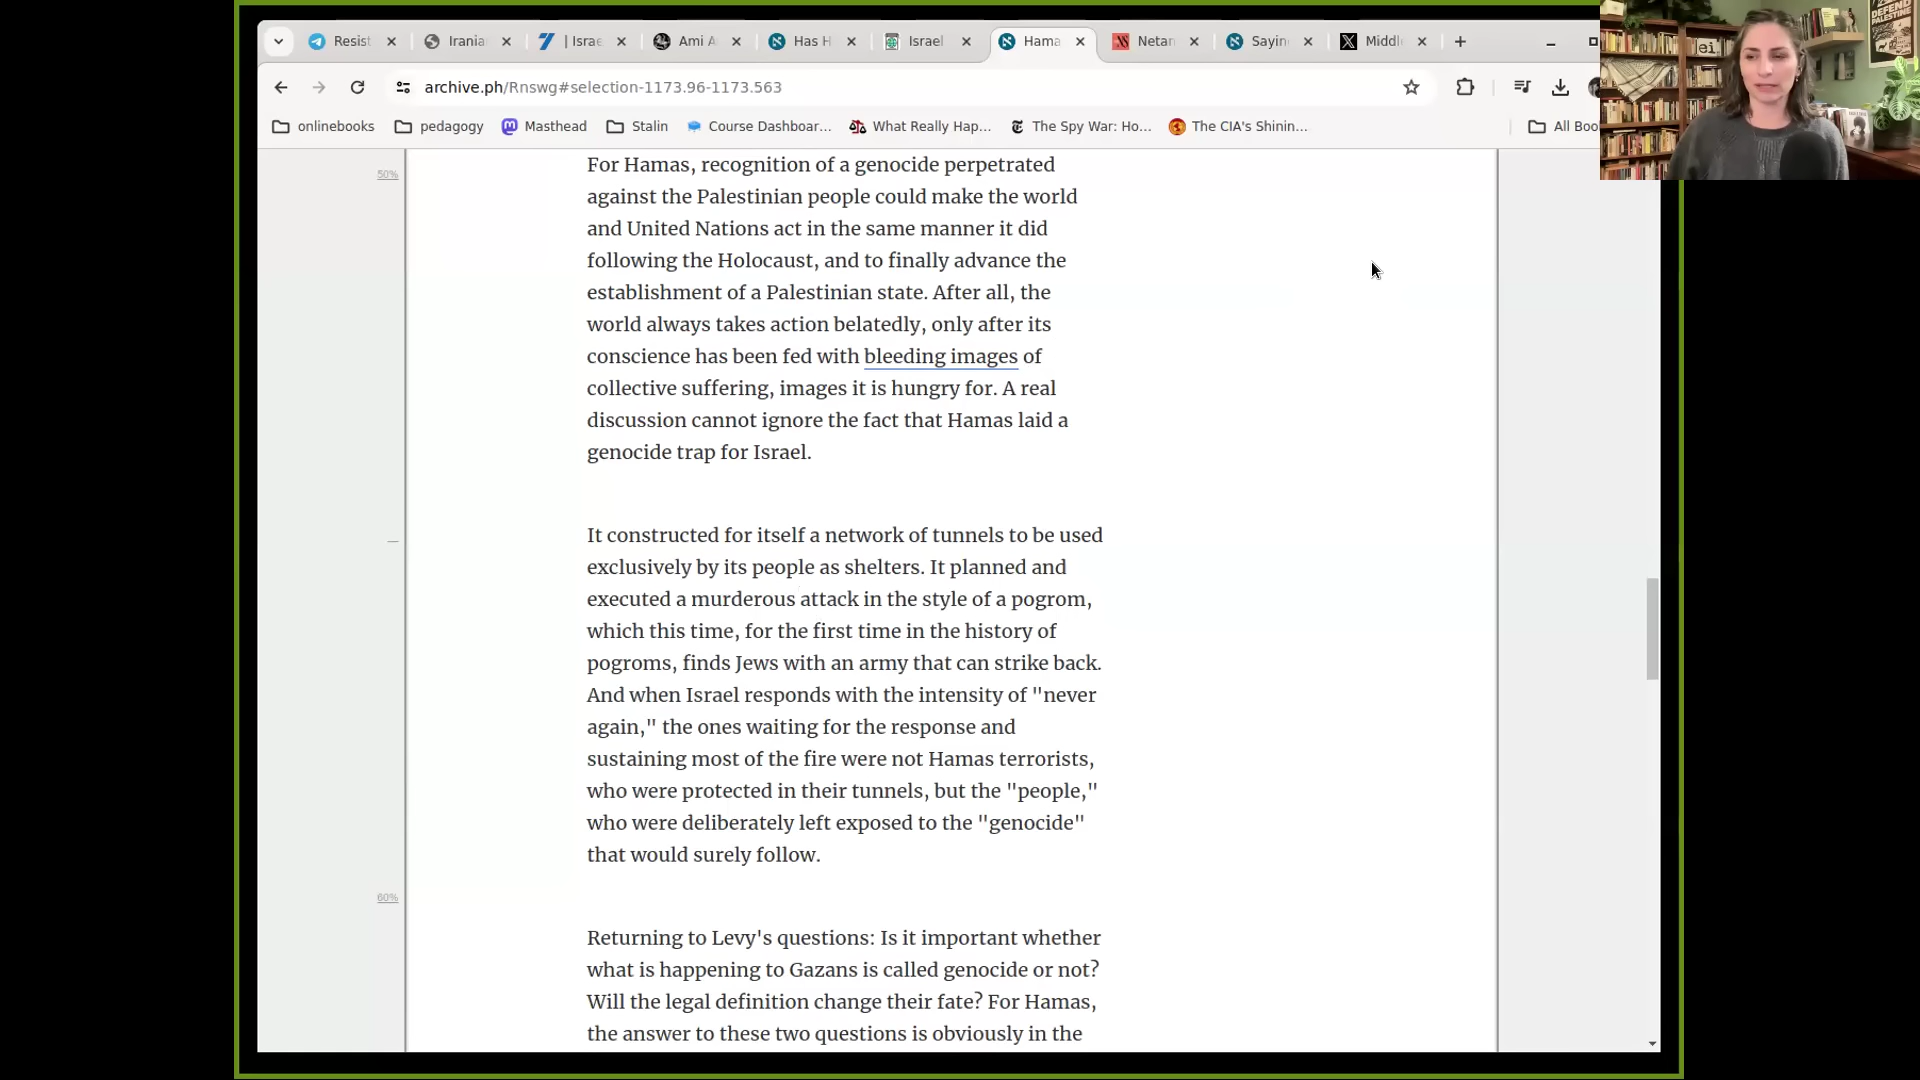 Resist
Irania
| Israe
Ami A
Has H
Israel
Hama
Netan
Sayin
Middl
archive.ph/Rnswg#selection-1173.96-1173.563
onlinebooks
pedagogy
Masthead
Stalin
Course Dashboar...
What Really Hap...
The Spy War: Ho...
The CIA's Shinin...
All Boo
DEFEND
PALESTINE
ei
50%
For Hamas, recognition of a genocide perpetrated
against the Palestinian people could make the world
and United Nations act in the same manner it did
following the Holocaust, and to finally advance the
establishment of a Palestinian state. After all, the
world always takes action belatedly, only after its
conscience has been fed with bleeding images of
collective suffering, images it is hungry for. A real
discussion cannot ignore the fact that Hamas laid a
genocide trap for Israel.
It constructed for itself a network of tunnels to be used
exclusively by its people as shelters. It planned and
executed a murderous attack in the style of a pogrom,
which this time, for the first time in the history of
pogroms, finds Jews with an army that can strike back.
And when Israel responds with the intensity of "never
again," the ones waiting for the response and
sustaining most of the fire were not Hamas terrorists,
who were protected in their tunnels, but the "people,"
who were deliberately left exposed to the "genocide"
that would surely follow.
60%
Returning to Levy's questions: Is it important whether
what is happening to Gazans is called genocide or not?
Will the legal definition change their fate? For Hamas,
the answer to these two questions is obviously in the